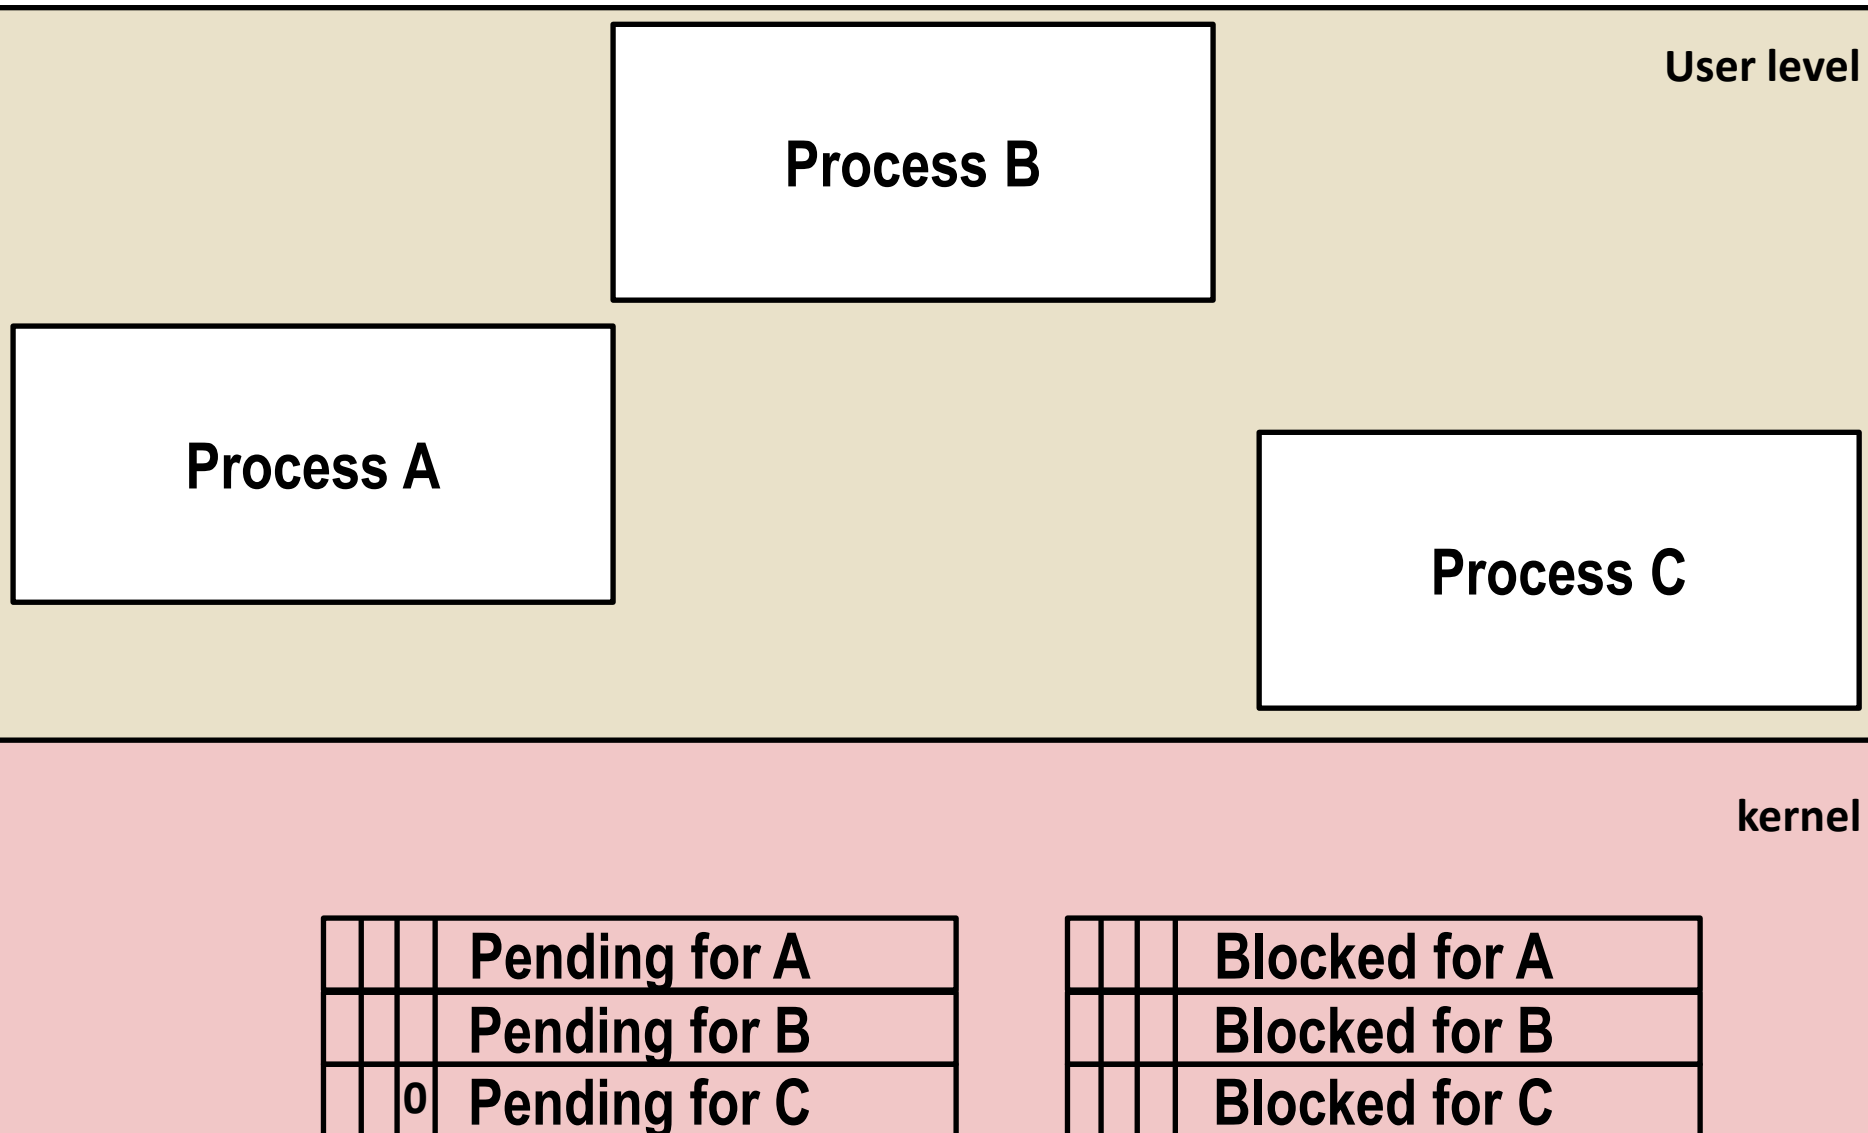 User level
Process B
Process A
Process C
kernel
Pending for A
Blocked for A
Pending for B
Blocked for B
0 Pending for C
Blocked for C